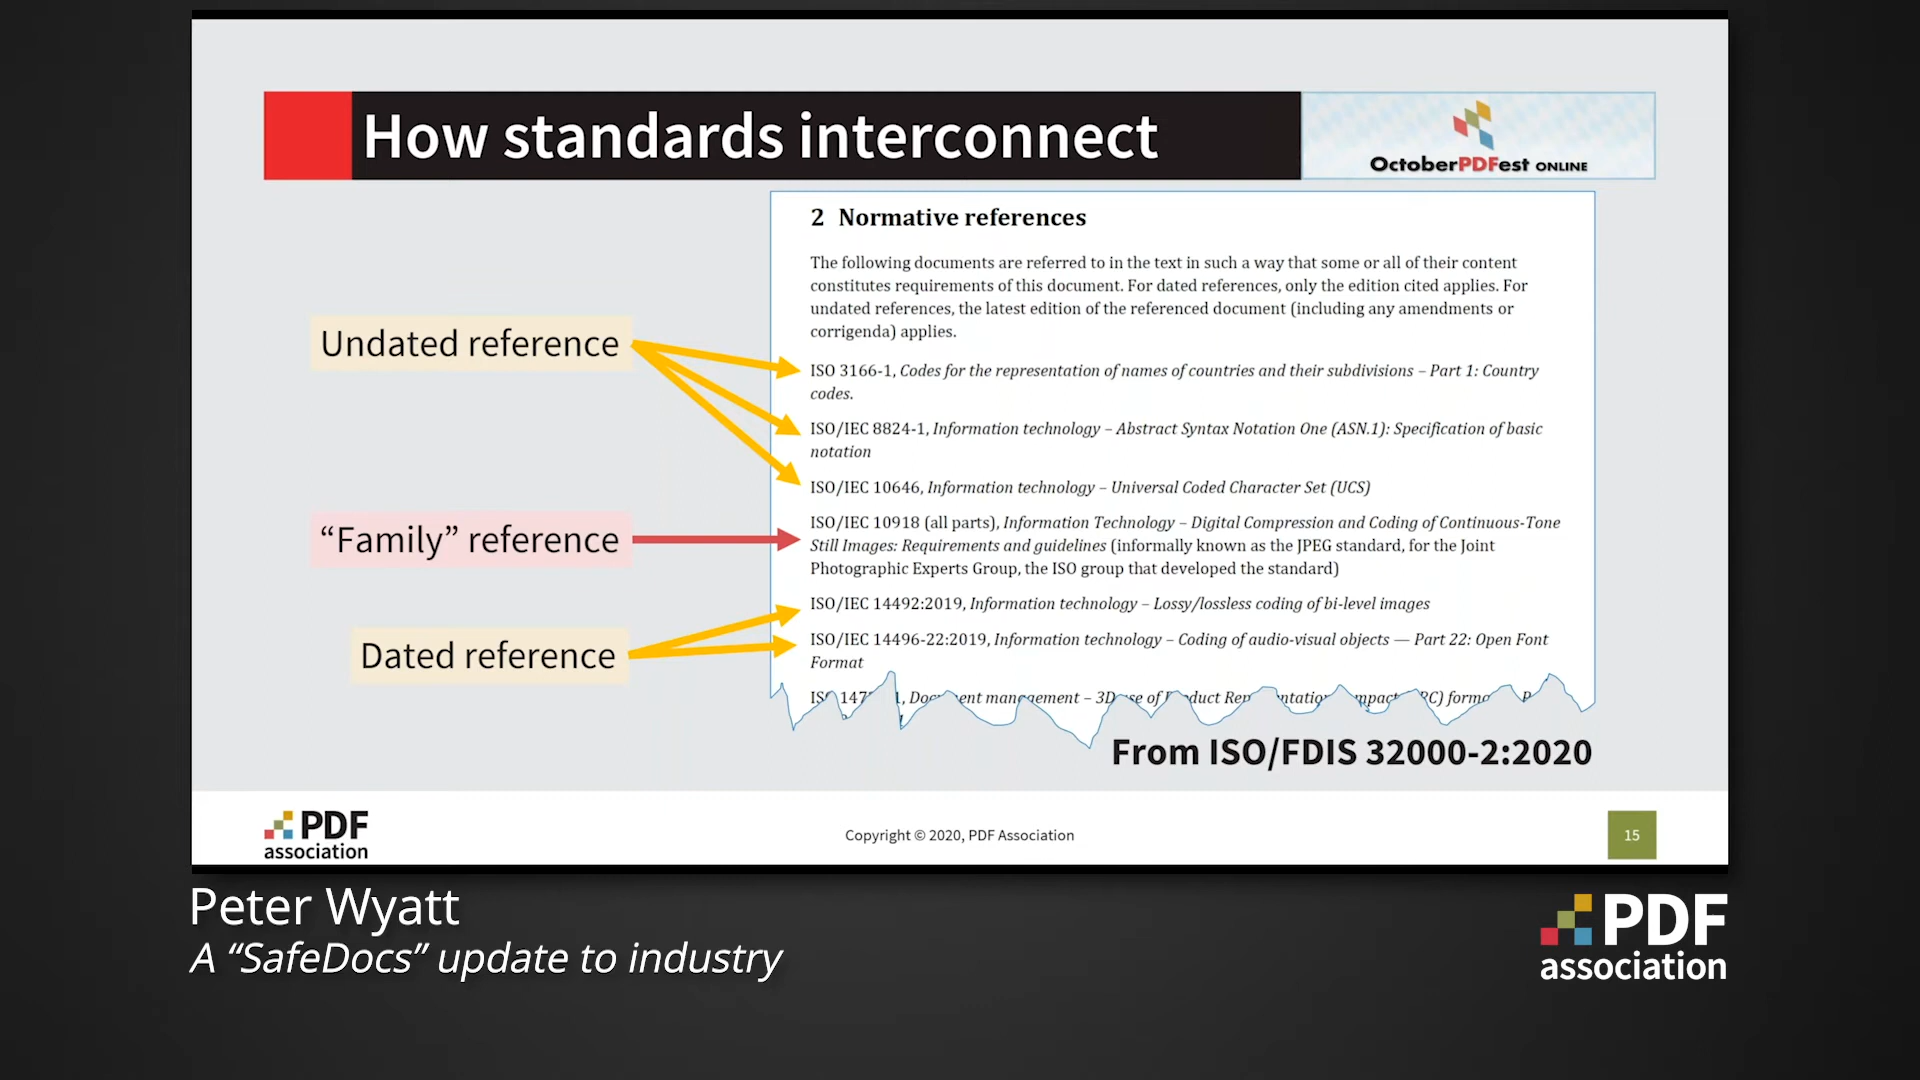 How standards interconnect
OctoberPDFest ONLINE
2 Normative references
The following documents are referred to in the text in such a way that some or all of their content
constitutes requirements of this document. For dated references, only the edition cited applies. For
undated references, the latest edition of the referenced document (including any amendments or
corrigenda) applies.
Undated reference
ISO 3166-1, Codes for the representation of names of countries and their subdivisions – Part 1: Country
codes.
ISO/IEC 8824-1, Information technology – Abstract Syntax Notation One (ASN.1): Specification of basic
notation
ISO/IEC 10646, Information technology – Universal Coded Character Set (UCS)
“Family” reference
ISO/IEC 10918 (all parts), Information Technology – Digital Compression and Coding of Continuous-Tone
Still Images: Requirements and guidelines (informally known as the JPEG standard, for the Joint
Photographic Experts Group, the ISO group that developed the standard)
Dated reference
ISO/IEC 14492:2019, Information technology – Lossy/lossless coding of bi-level images
ISO/IEC 14496-22:2019, Information technology – Coding of audio-visual objects — Part 22: Open Font
Format
management – 3D of
From ISO/FDIS 32000-2:2020
PDF
association
Copyright © 2020, PDF Association
15
Peter Wyatt
A “SafeDocs” update to industry
PDF
association